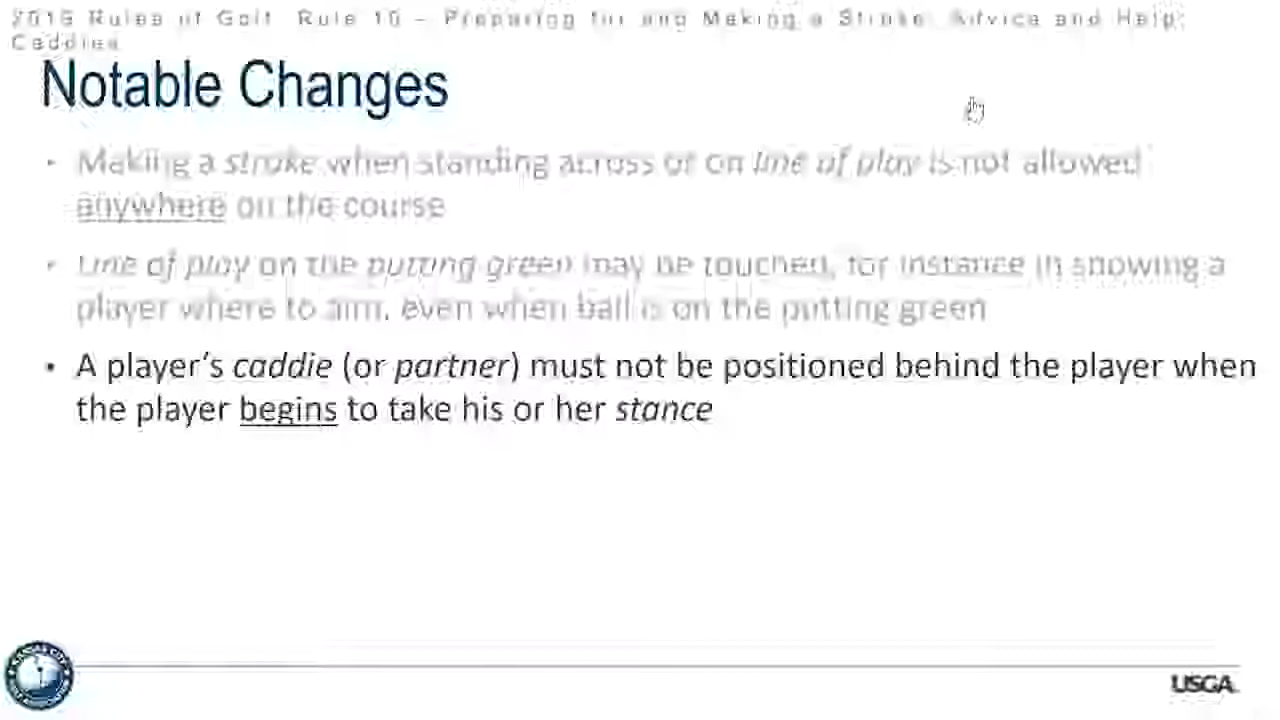 2019 Rules of Golf: Rule 10 – Preparing for and Making a Stroke; Advice and Help;
Caddies
Notable Changes
• Making a stroke when standing across or on line of play is not allowed
anywhere on the course
• Line of play on the putting green may be touched, for instance in showing a
player where to aim, even when ball is on the putting green
• A player's caddie (or partner) must not be positioned behind the player when
the player begins to take his or her stance
KANSAS CITY
GOLF ASSOCIATION
USGA